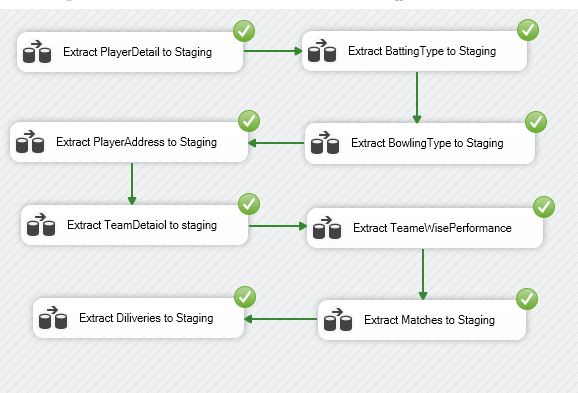 Extract PlayerDetail to Staging
Extract BattingType to Staging
Extract PlayerAddress to Staging
Extract BowlingType to Staging
Extract TeamDetaiol to staging
Extract TeameWisePerformance
Extract Diliveries to Staging
Extract Matches to Staging